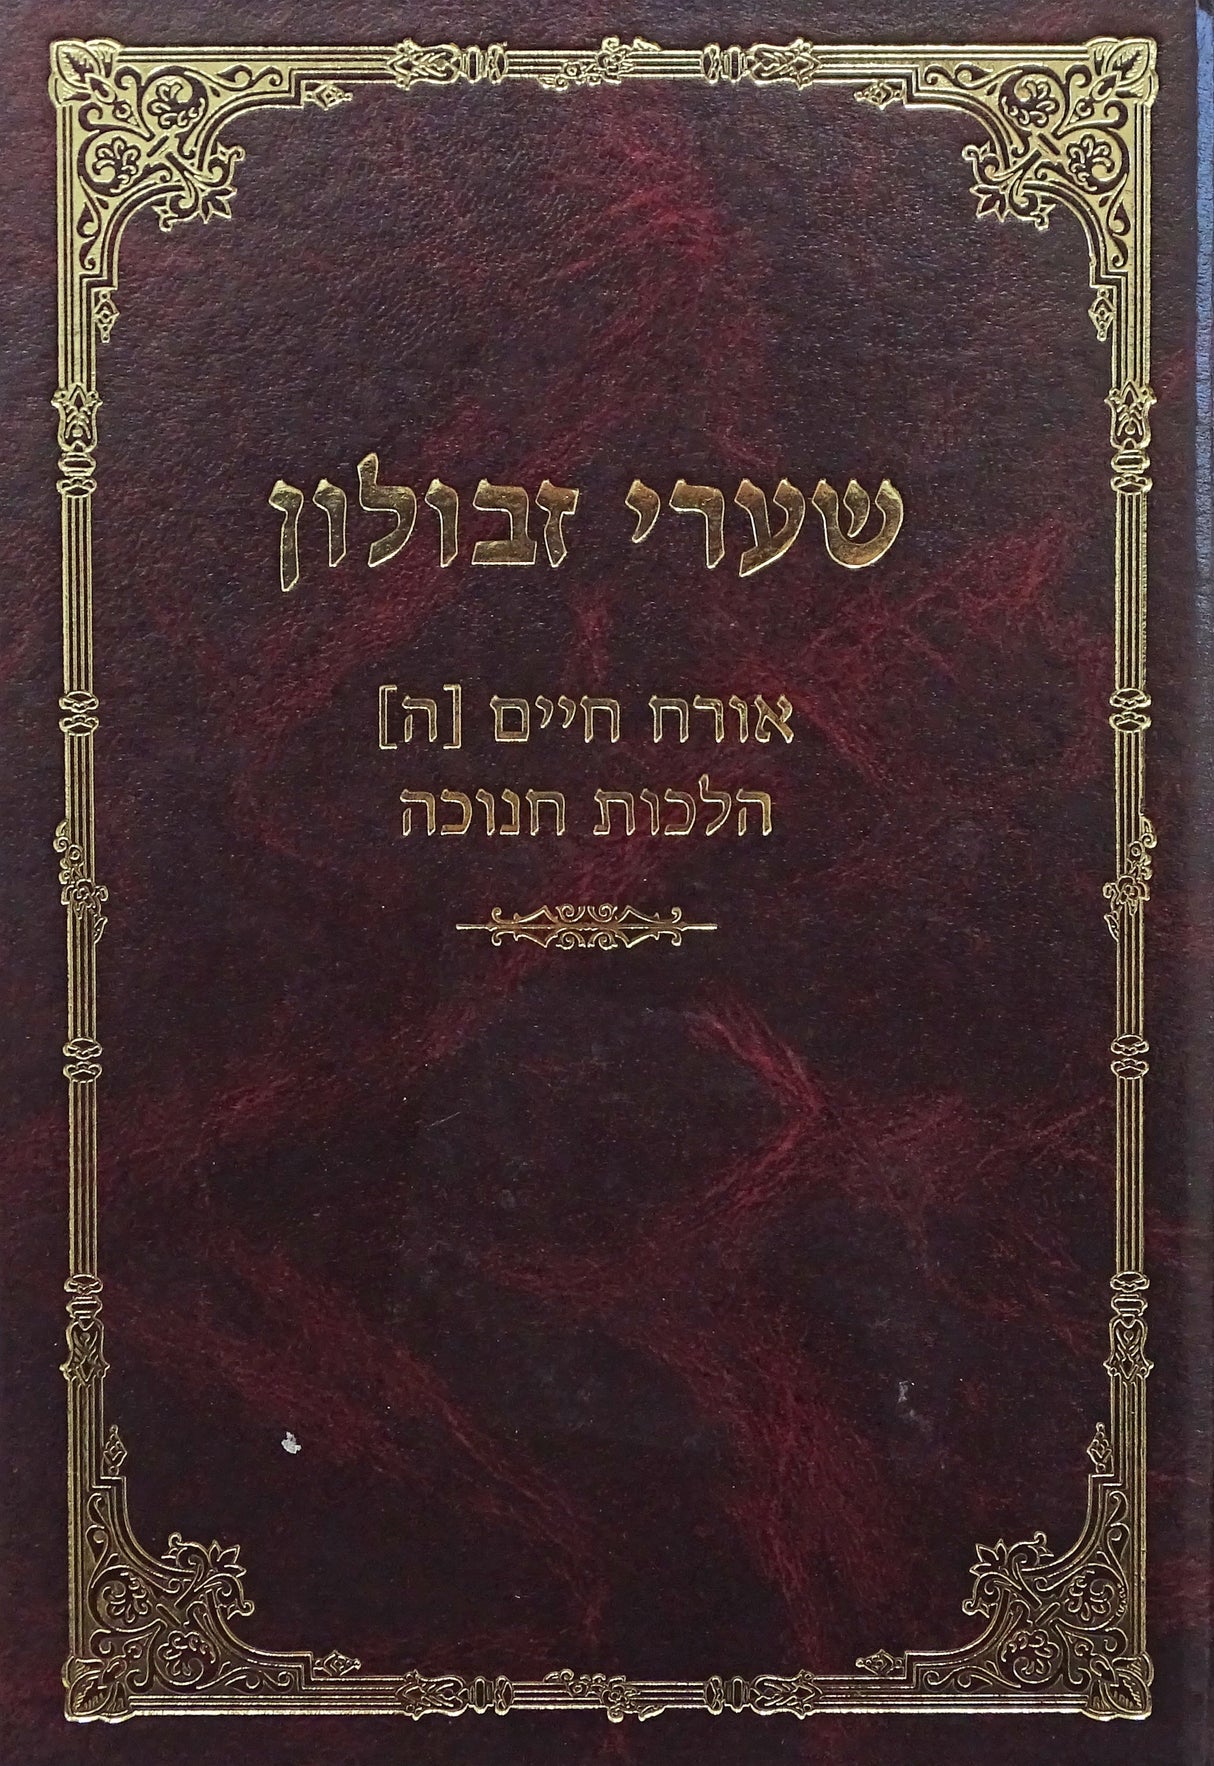 שערי זבולון
אורח חיים [ה]
הלכות חנוכה